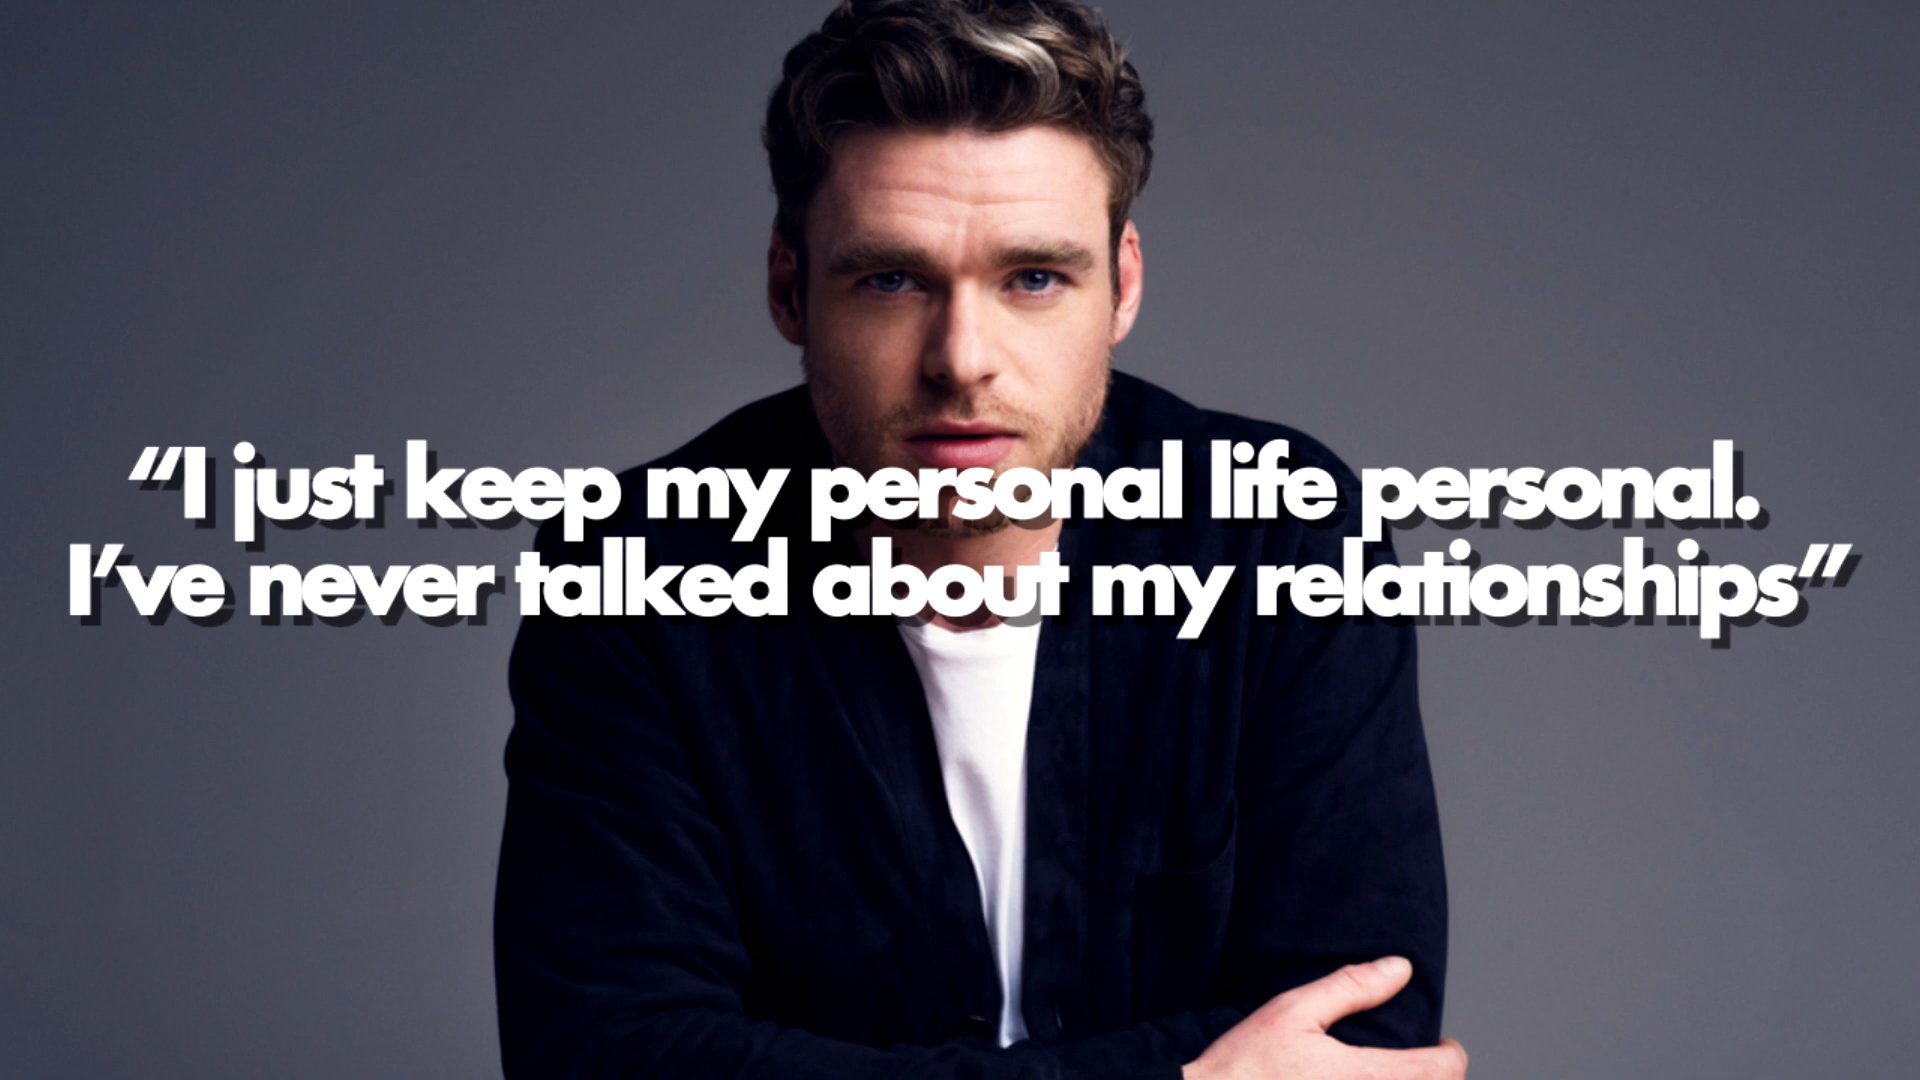 “I just keep my personal life personal.
I’ve never talked about my relationships”